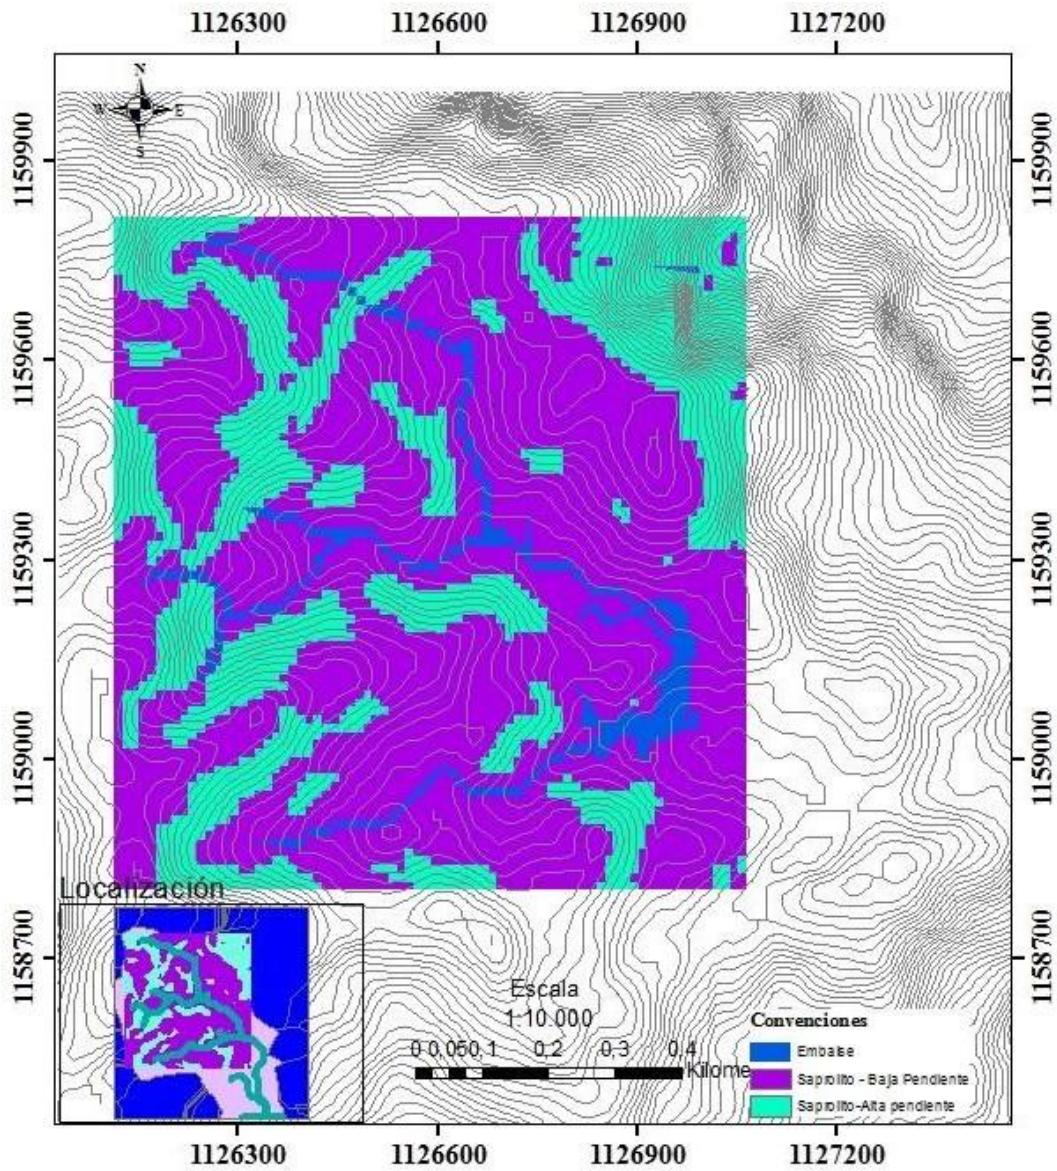 1126300 1126600 1126900 1127200
N
W E
S
1159900 1159900
1159600 1159600
1159300 1159300
1159000 1159000
1158700 1158700
Localización
Escala
1:10.000
0 0,050,1 0,2 0,3 0,4
Kilome
Convenciones
Embalse
Saprolito - Baja Pendiente
Saprolito-Alta pendiente
1126300 1126600 1126900 1127200